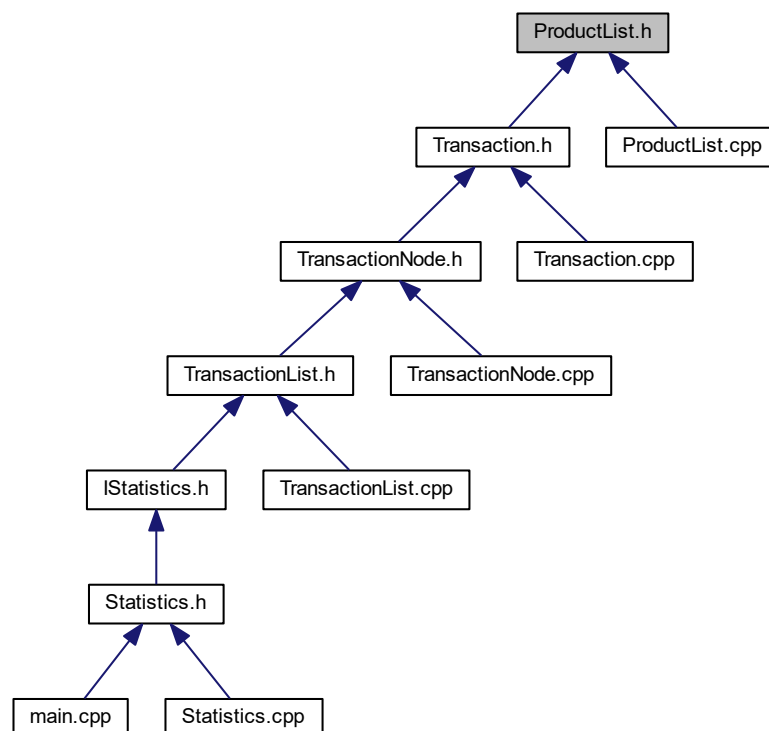 ProductList.h
Transaction.h
ProductList.cpp
TransactionNode.h
Transaction.cpp
TransactionList.h
TransactionNode.cpp
IStatistics.h
TransactionList.cpp
Statistics.h
main.cpp
Statistics.cpp